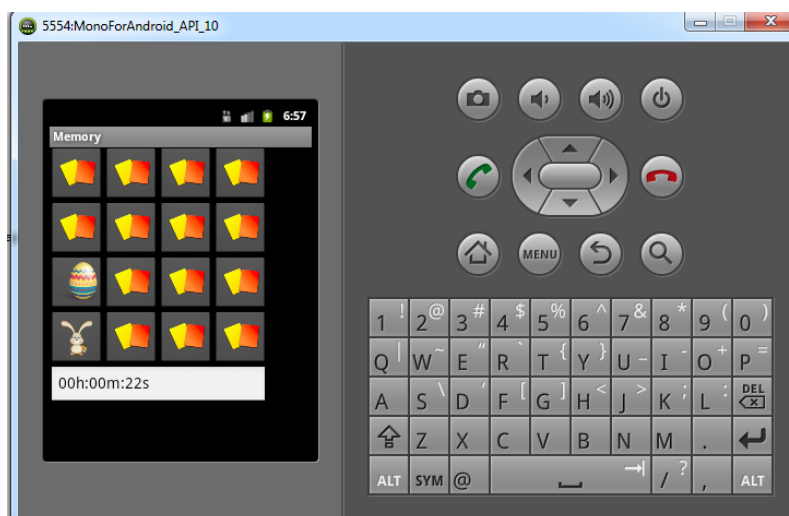 5554:MonoForAndroid_API_10
6:57
Memory
00h:00m:22s
MENU
1 ! 2 @ 3 # 4 $ 5 % 6 ^ 7 & 8 * 9 ( 0 )
Q | W ~ E " R ` T { Y } U _ I - O + P =
A S \ D ' F [ G ] H < J > K ; L : DEL
Z X C V B N M .
ALT SYM @ / ? , ALT